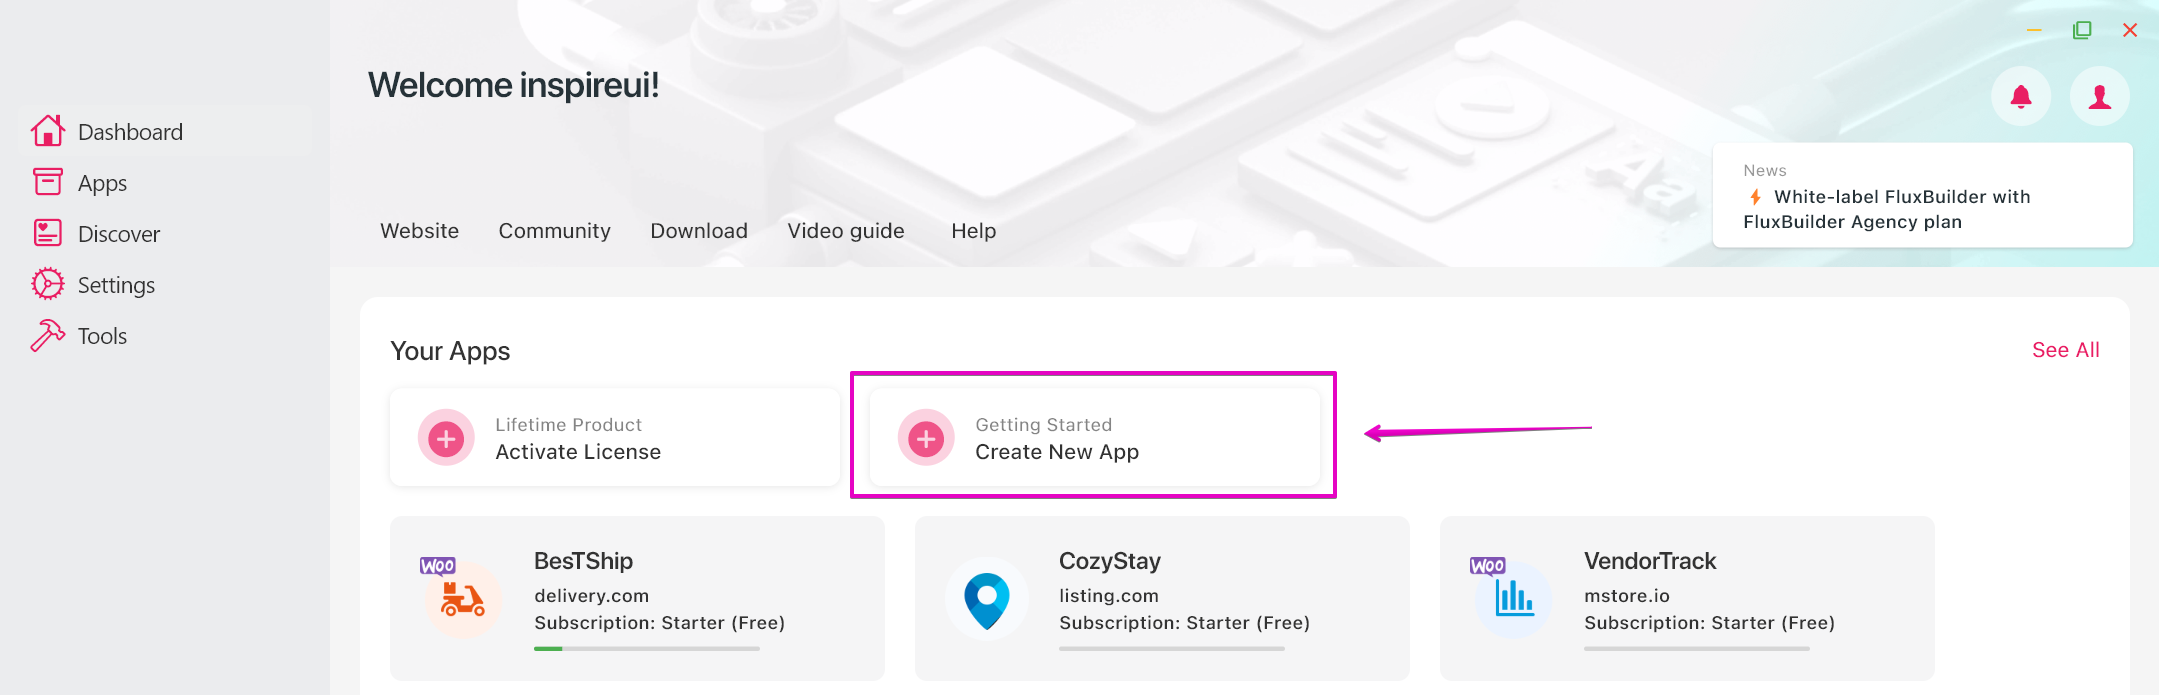 Welcome inspireui!
Dashboard
Apps
Discover
Settings
Tools
Website
Community
Download
Video guide
Help
News
White-label FluxBuilder with
FluxBuilder Agency plan
Your Apps
See All
Lifetime Product
Activate License
Getting Started
Create New App
WOO
BesTShip
delivery.com
Subscription: Starter (Free)
CozyStay
listing.com
Subscription: Starter (Free)
WOO
VendorTrack
mstore.io
Subscription: Starter (Free)